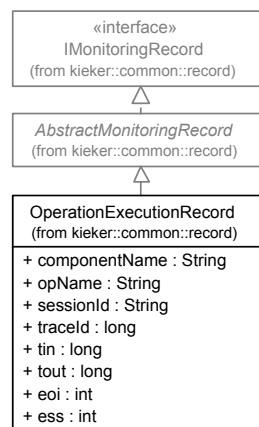 «interface»
IMonitoringRecord
(from kieker::common::record)
AbstractMonitoringRecord
(from kieker::common::record)
OperationExecutionRecord
(from kieker::common::record)
+ componentName : String
+ opName : String
+ sessionId : String
+ traceId : long
+ tin : long
+ tout : long
+ eoi : int
+ ess : int